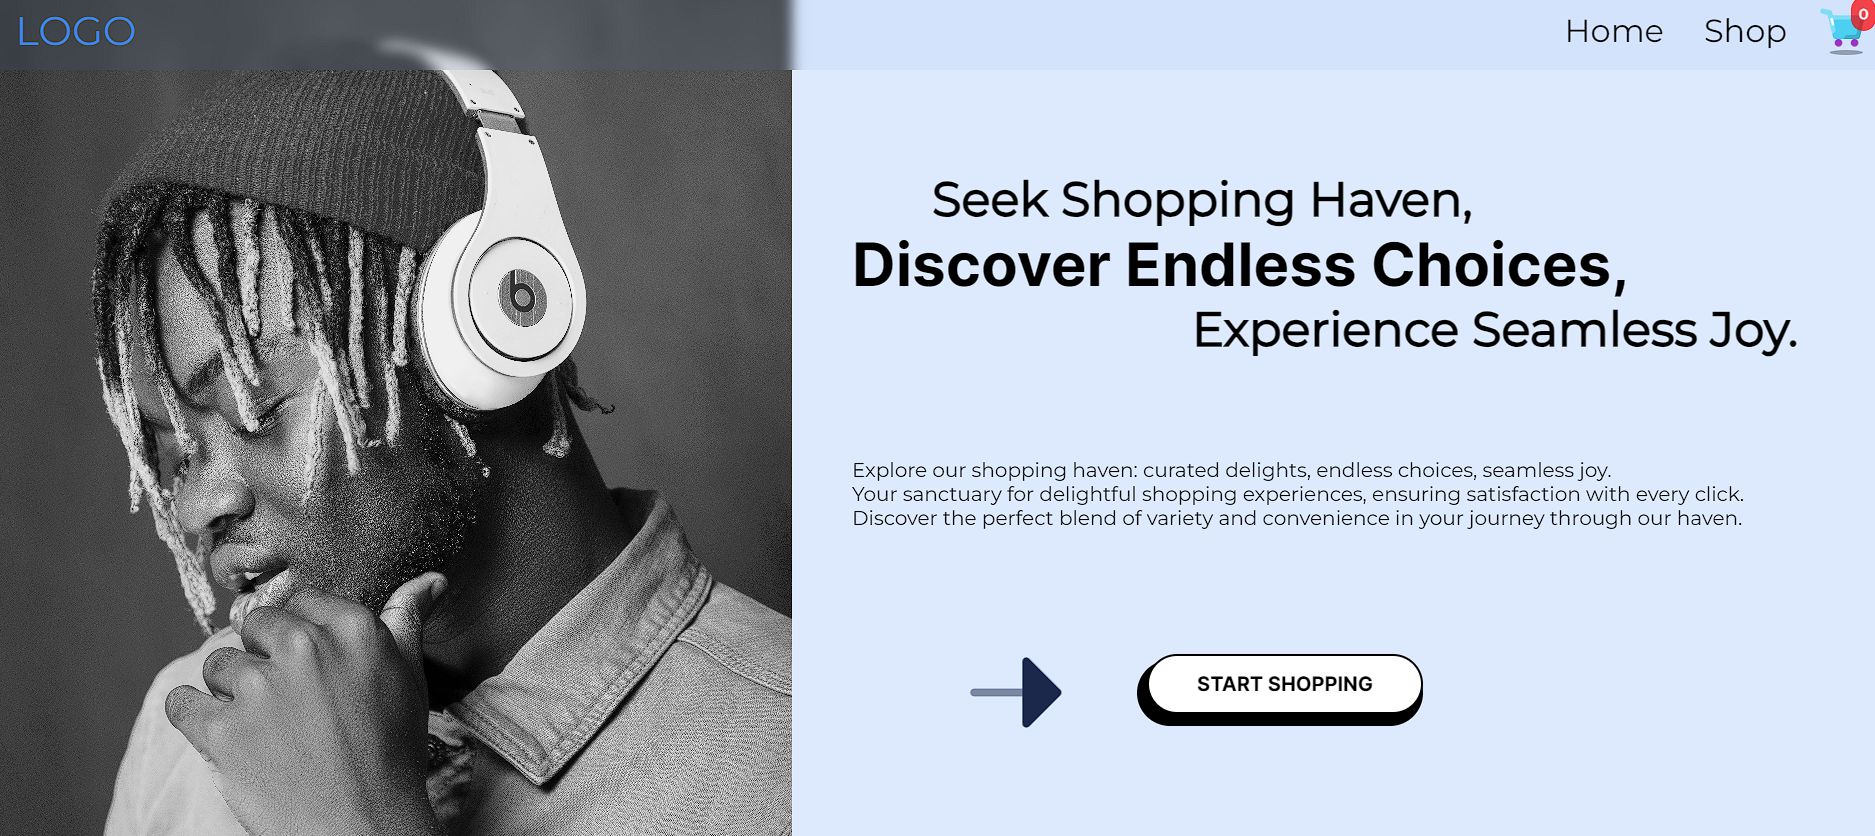 LOGO
Home
Shop
0
Seek Shopping Haven,
Discover Endless Choices,
Experience Seamless Joy.
Explore our shopping haven: curated delights, endless choices, seamless joy.
Your sanctuary for delightful shopping experiences, ensuring satisfaction with every click.
Discover the perfect blend of variety and convenience in your journey through our haven.
START SHOPPING
b